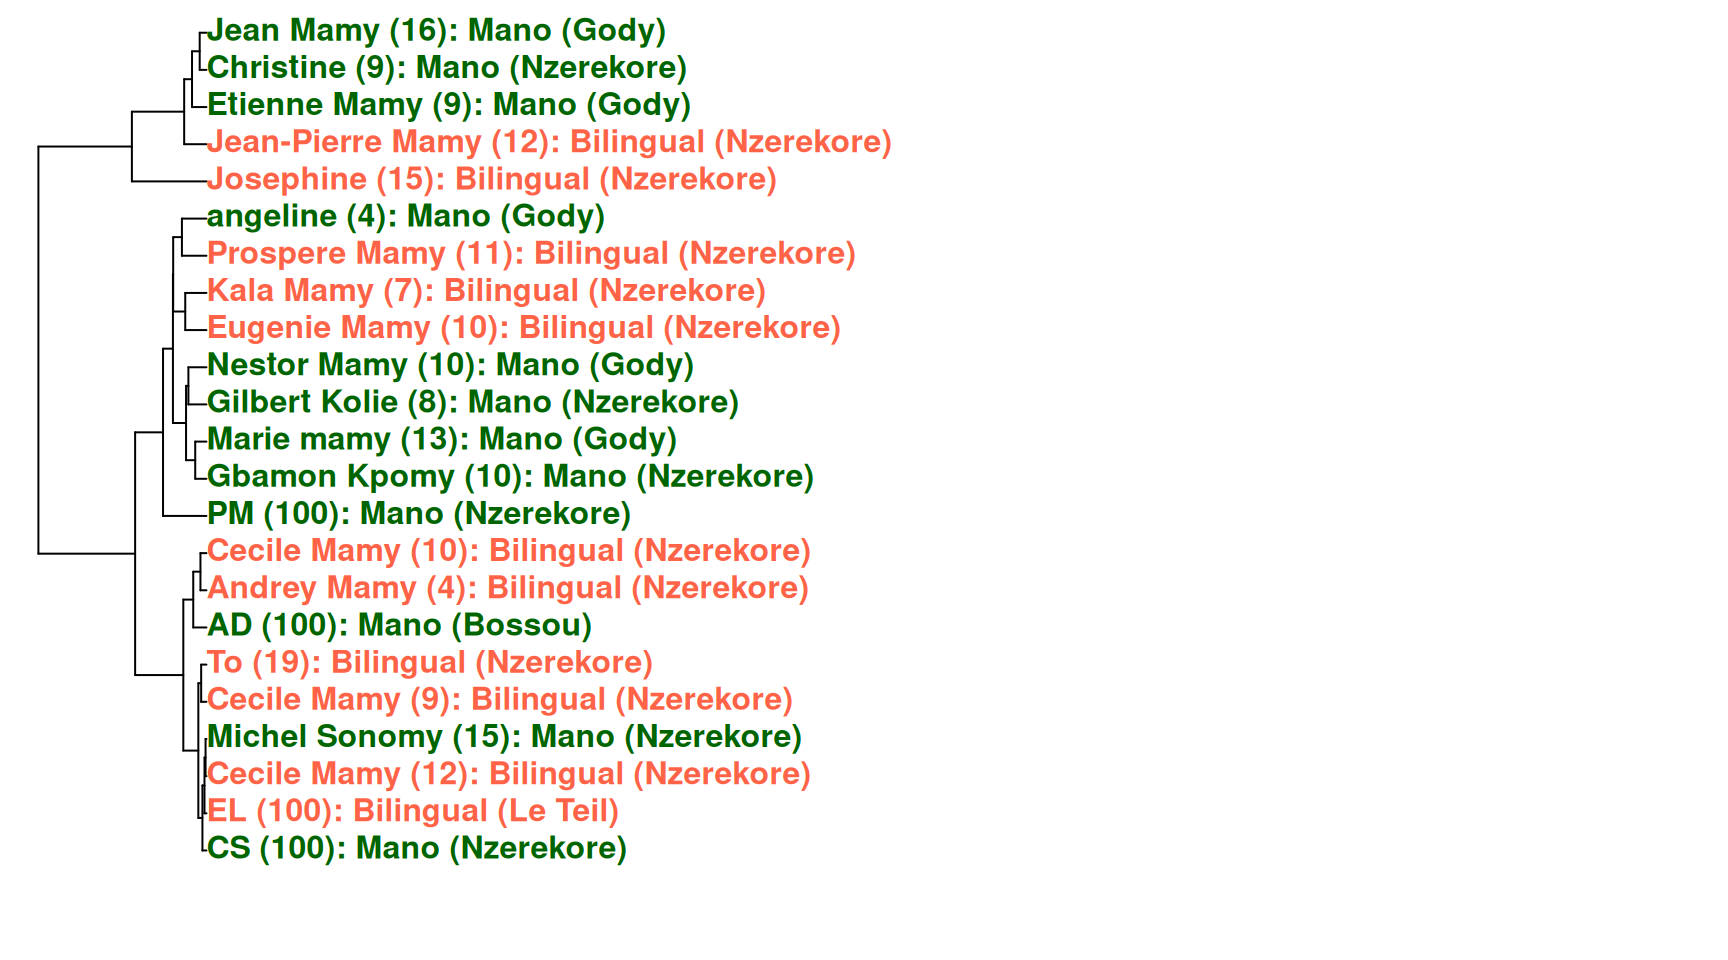 Jean Mamy (16): Mano (Gody)
Christine (9): Mano (Nzerekore)
Etienne Mamy (9): Mano (Gody)
Jean-Pierre Mamy (12): Bilingual (Nzerekore)
Josephine (15): Bilingual (Nzerekore)
angeline (4): Mano (Gody)
Prospere Mamy (11): Bilingual (Nzerekore)
Kala Mamy (7): Bilingual (Nzerekore)
Eugenie Mamy (10): Bilingual (Nzerekore)
Nestor Mamy (10): Mano (Gody)
Gilbert Kolie (8): Mano (Nzerekore)
Marie mamy (13): Mano (Gody)
Gbamon Kpomy (10): Mano (Nzerekore)
PM (100): Mano (Nzerekore)
Cecile Mamy (10): Bilingual (Nzerekore)
Andrey Mamy (4): Bilingual (Nzerekore)
AD (100): Mano (Bossou)
To (19): Bilingual (Nzerekore)
Cecile Mamy (9): Bilingual (Nzerekore)
Michel Sonomy (15): Mano (Nzerekore)
Cecile Mamy (12): Bilingual (Nzerekore)
EL (100): Bilingual (Le Teil)
CS (100): Mano (Nzerekore)